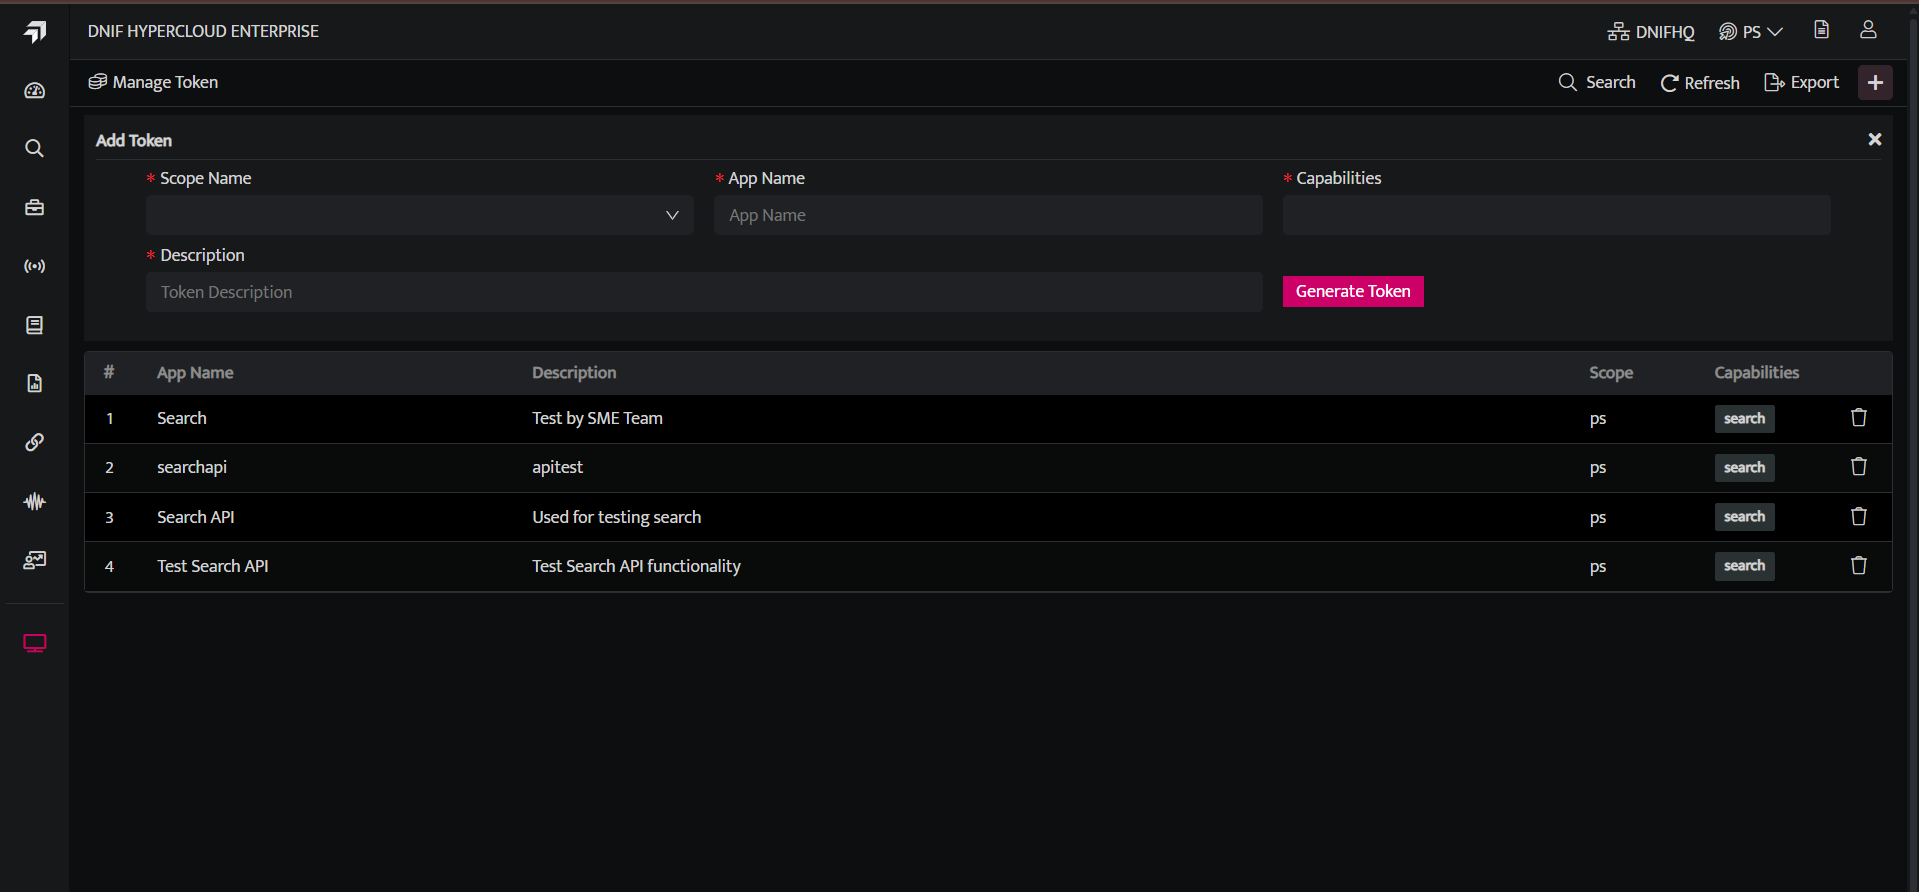 DNIF HYPERCLOUD ENTERPRISE
DNIFHQ PS
Manage Token
Search Refresh Export
Add Token
* Scope Name * App Name * Capabilities
App Name
* Description
Token Description Generate Token
# App Name Description Scope Capabilities
1 Search Test by SME Team ps search
2 searchapi apitest ps search
3 Search API Used for testing search ps search
4 Test Search API Test Search API functionality ps search